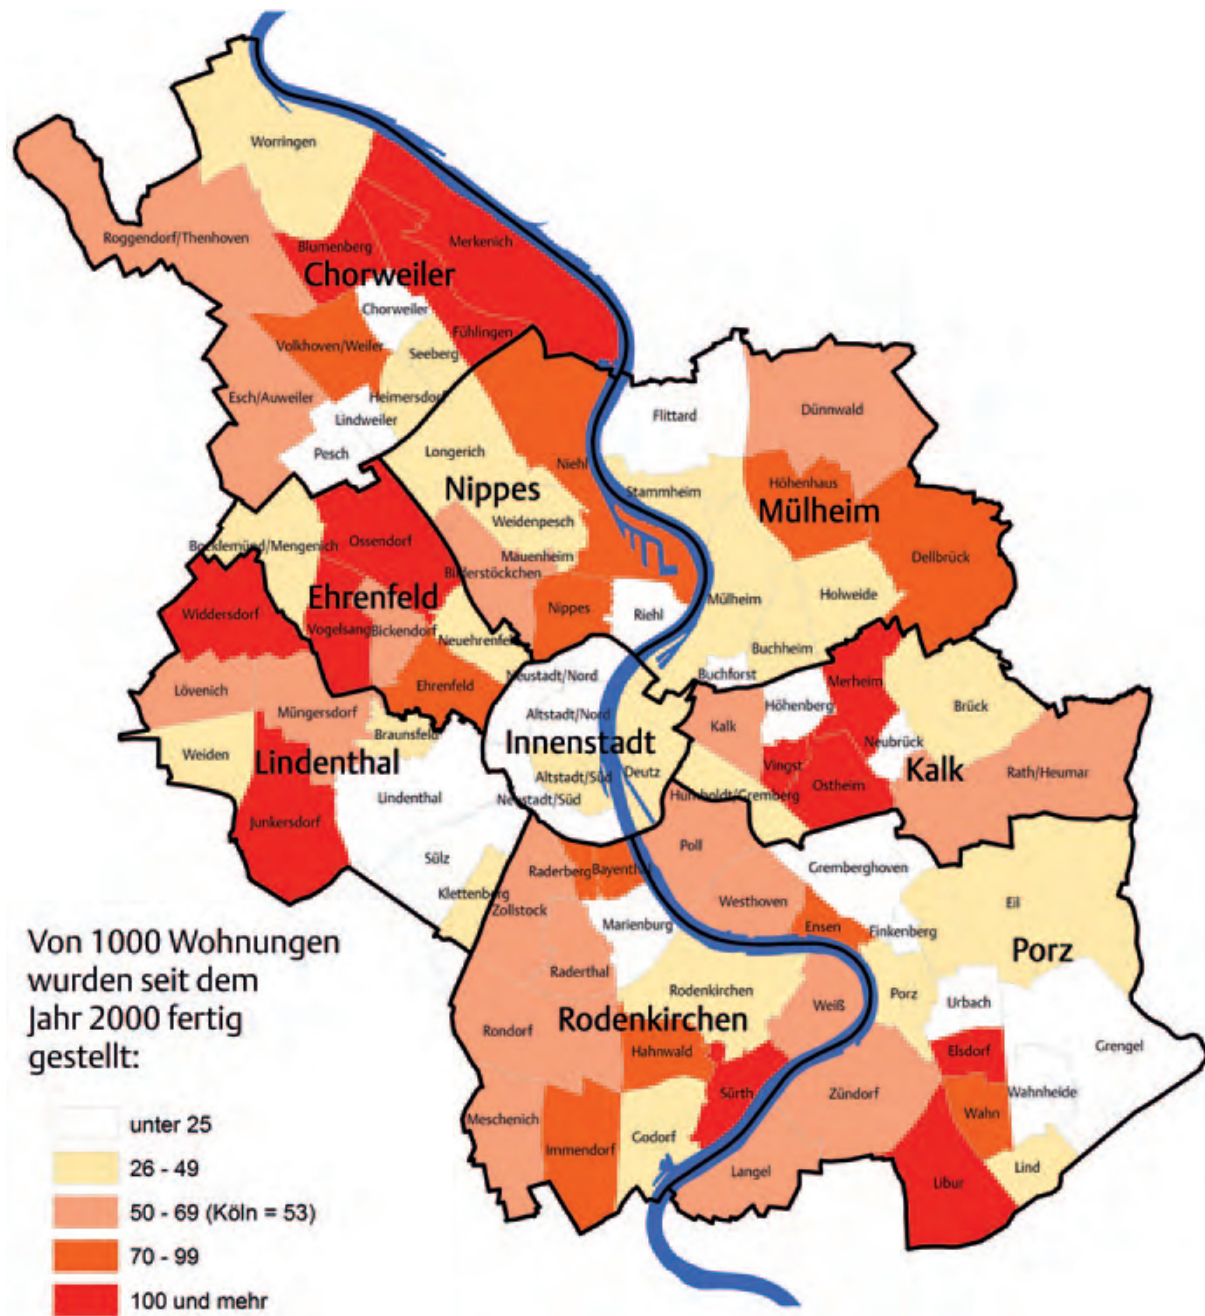 Worringen
Roggendorf/Thenhoven
Blumenberg
Merkenich
Chorweiler
Chorweiler
Fühlingen
Volkhoven/Weiler
Seeberg
Esch/Auweiler
Heimersdorf
Lindweiler
Pesch
Flittard
Dünnwald
Longerich
Niehl
Nippes
Stammheim
Höhenhaus
Mülheim
Weidenpesch
Mauenheim
Bilderstöckchen
Dellbrück
Nippes
Riehl
Mülheim
Holweide
Buchheim
Buchforst
Bocklemünd/Mengenich
Ossendorf
Ehrenfeld
Widdersdorf
Vogelsang
Bickendorf
Neuehrenfeld
Ehrenfeld
Neustadt/Nord
Altstadt/Nord
Innenstadt
Altstadt/Süd
Deutz
Neustadt/Süd
Lövenich
Müngersdorf
Braunsfeld
Weiden
Lindenthal
Lindenthal
Junkersdorf
Sülz
Klettenberg
Merheim
Höhenberg
Brück
Kalk
Neubrück
Vingst
Ostheim
Kalk
Rath/Heumar
Humboldt/Gremberg
Poll
Gremberghoven
Raderberg
Bayenthal
Westhoven
Eil
Zollstock
Marienburg
Ensen
Finkenberg
Porz
Raderthal
Rodenkirchen
Weiß
Porz
Urbach
Rondorf
Rodenkirchen
Grengel
Hahnwald
Elsdorf
Sürth
Zündorf
Wahnheide
Meschenich
Wahn
Immendorf
Godorf
Langel
Lind
Libur
Von 1000 Wohnungen
wurden seit dem
Jahr 2000 fertig
gestellt:
unter 25
26 - 49
50 - 69 (Köln = 53)
70 - 99
100 und mehr